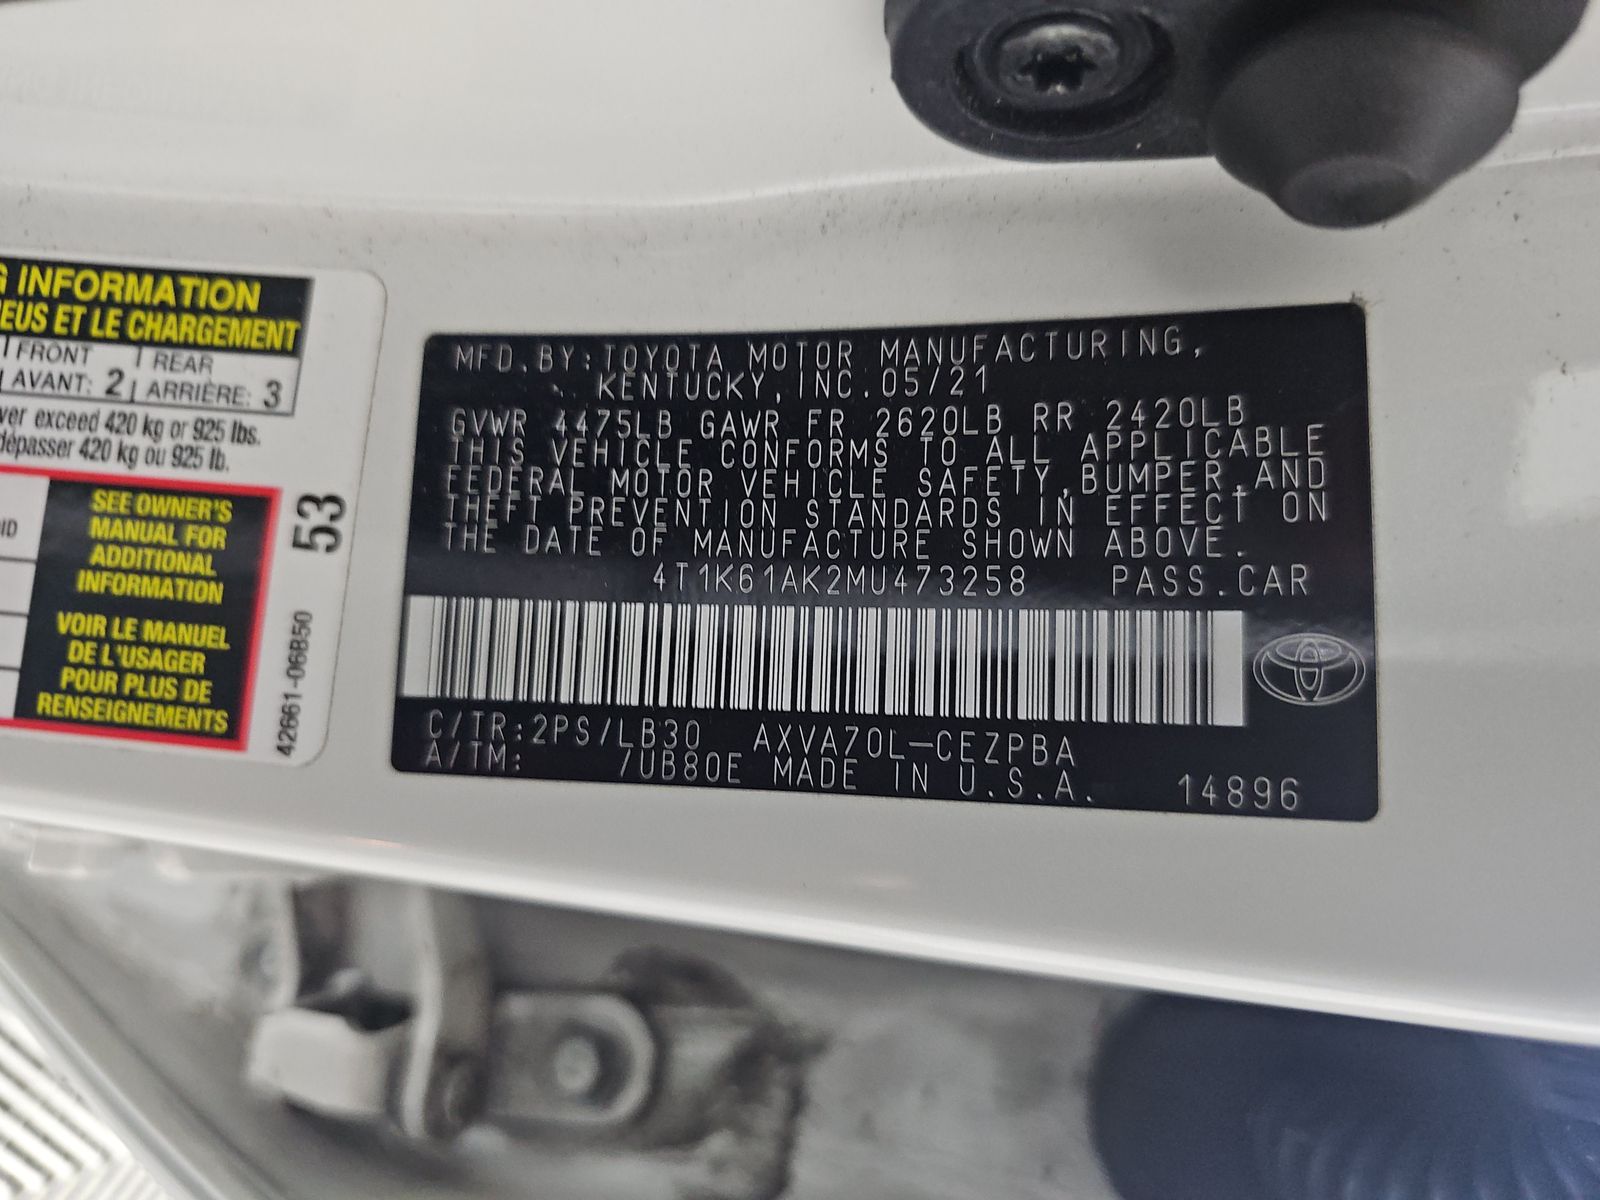 G INFORMATION
EUS ET LE CHARGEMENT
FRONT
REAR
AVANT: 2
ARRIÈRE: 3
ver exceed 420 kg or 925 lbs.
dépasser 420 kg ou 925 lb.
SEE OWNER'S
MANUAL FOR
ADDITIONAL
INFORMATION
VOIR LE MANUEL
DE L'USAGER
POUR PLUS DE
RENSEIGNEMENTS
53
42661-06B50
MFD.BY:TOYOTA MOTOR MANUFACTURING,
KENTUCKY,INC.05/21
GVWR 4475LB GAWR FR 2620LB RR 2420LB
THIS VEHICLE CONFORMS TO ALL APPLICABLE
FEDERAL MOTOR VEHICLE SAFETY,BUMPER,AND
THEFT PREVENTION STANDARDS IN EFFECT ON
THE DATE OF MANUFACTURE SHOWN ABOVE.
4T1K61AK2MU473258 PASS.CAR
C/TR:2PS/LB30 AXVA70L-CEZPBA
A/TM: /UB80E MADE IN U.S.A. 14896